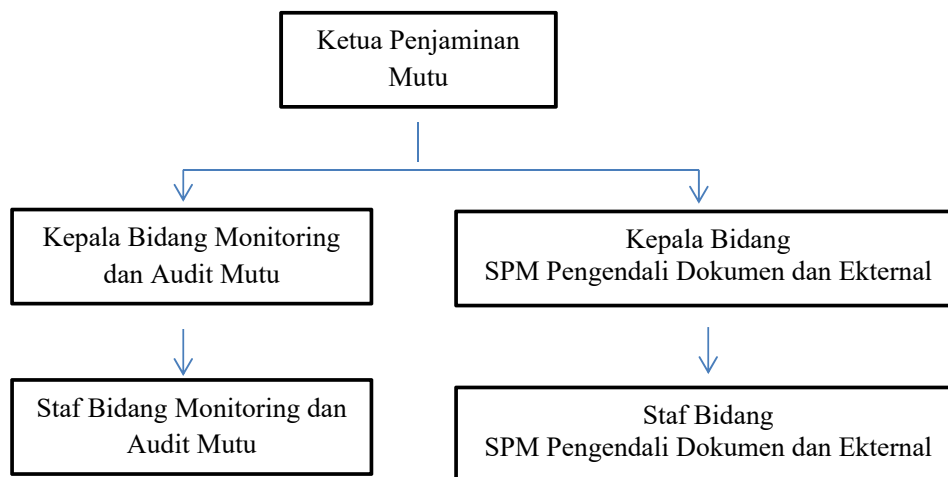 Ketua Penjaminan
Mutu
Kepala Bidang Monitoring
dan Audit Mutu
Kepala Bidang
SPM Pengendali Dokumen dan Ekternal
Staf Bidang Monitoring dan
Audit Mutu
Staf Bidang
SPM Pengendali Dokumen dan Ekternal